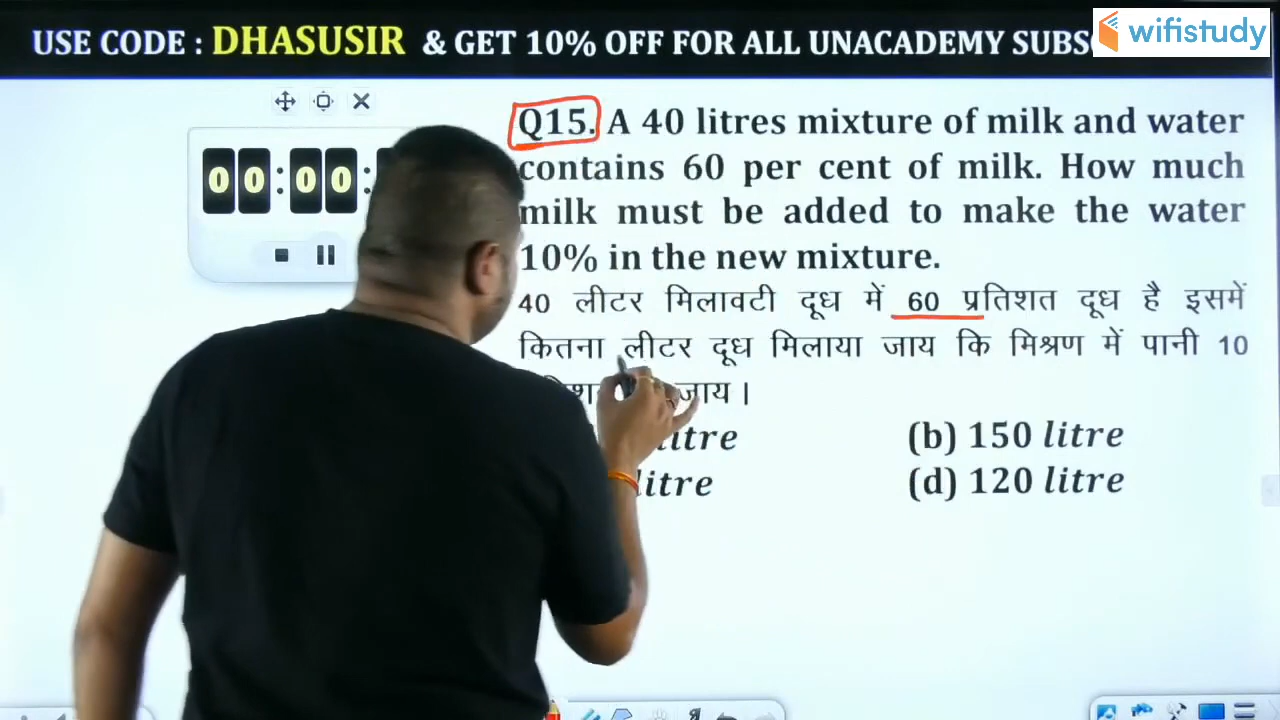 USE CODE : DHASUSIR & GET 10% OFF FOR ALL UNACADEMY
wifistudy
00:00:
Q15. A 40 litres mixture of milk and water
contains 60 per cent of milk. How much
milk must be added to make the water
10% in the new mixture.
40 लीटर मिलावटी दूध में 60 प्रतिशत दूध है इसमें
कितना लीटर दूध मिलाया जाय कि मिश्रण में पानी 10
जाय।
litre (b) 150 litre
litre (d) 120 litre